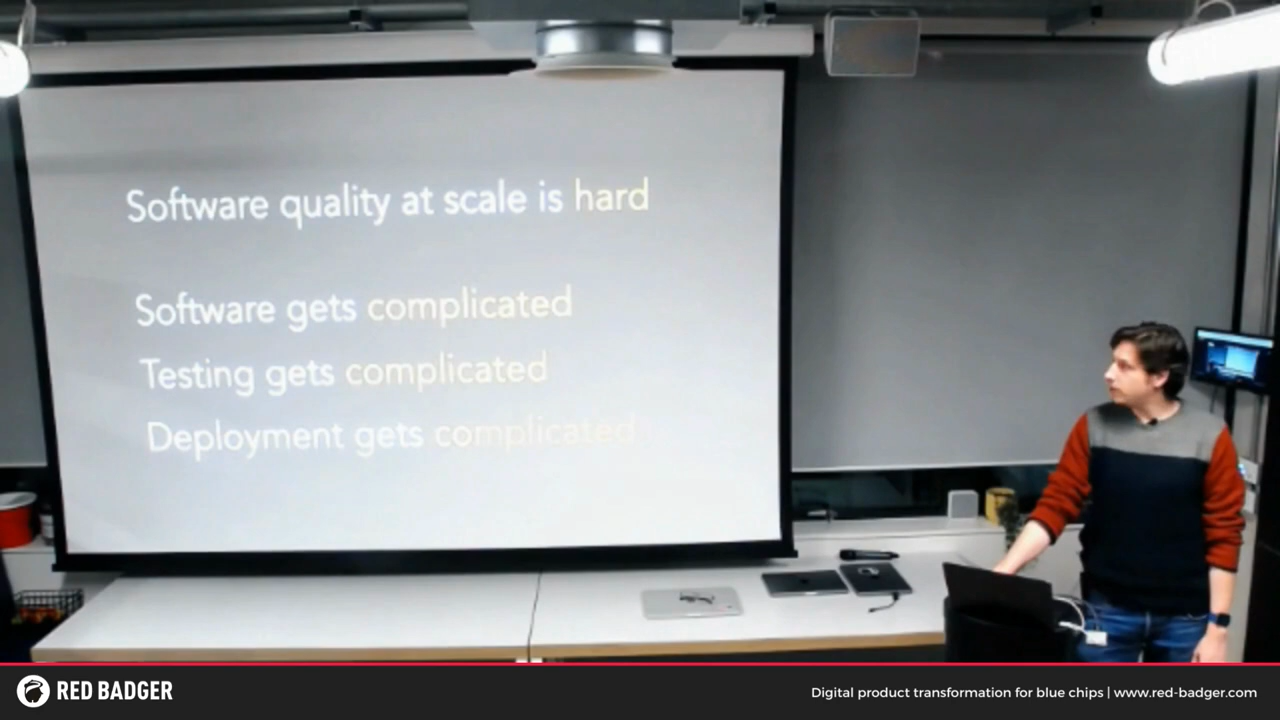 Software quality at scale is hard
Software gets complicated
Testing gets complicated
Deployment gets complicated
RED BADGER
Digital product transformation for blue chips | www.red-badger.com